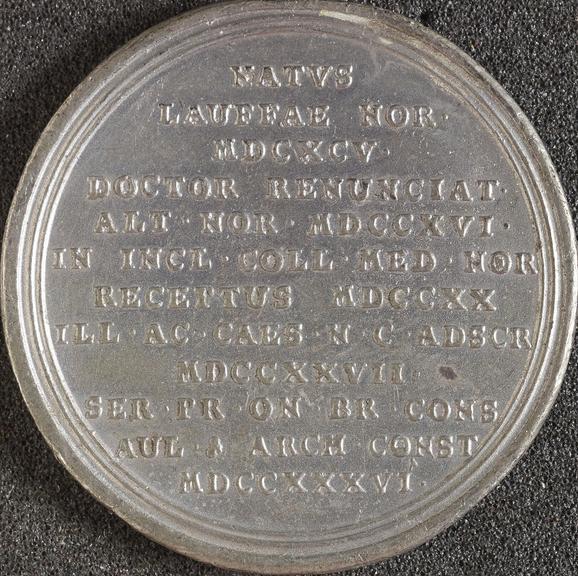 NATVS
LAUFFAE NOR·
MDCXCV·
DOCTOR RENUNCIAT·
ALT· NOR· MDCCXVI·
IN INCL·COLL·MED·NOR
RECEPTUS MDCCXX
ILL·AC·CAES·N·C·ADSCR
MDCCXXVII·
SER·PR·ON·BR·CONS
AUL·& ARCH CONST
MDCCXXXVI·